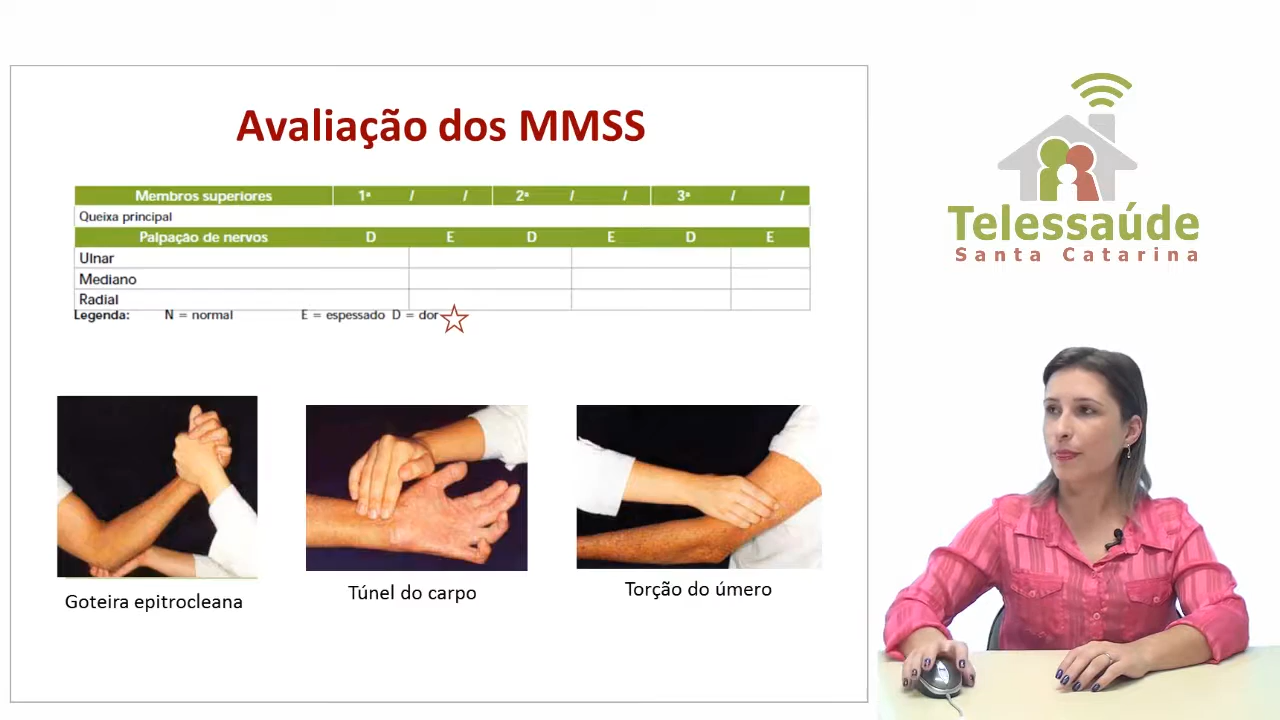 Avaliação dos MMSS
Membros superiores 1ª / / 2ª / / 3ª / /
Queixa principal
Palpação de nervos D E D E D E
Ulnar
Mediano
Radial
Legenda: N = normal E = espessado D = dor
Goteira epitrocleana
Túnel do carpo
Torção do úmero
Telessaúde
Santa Catarina